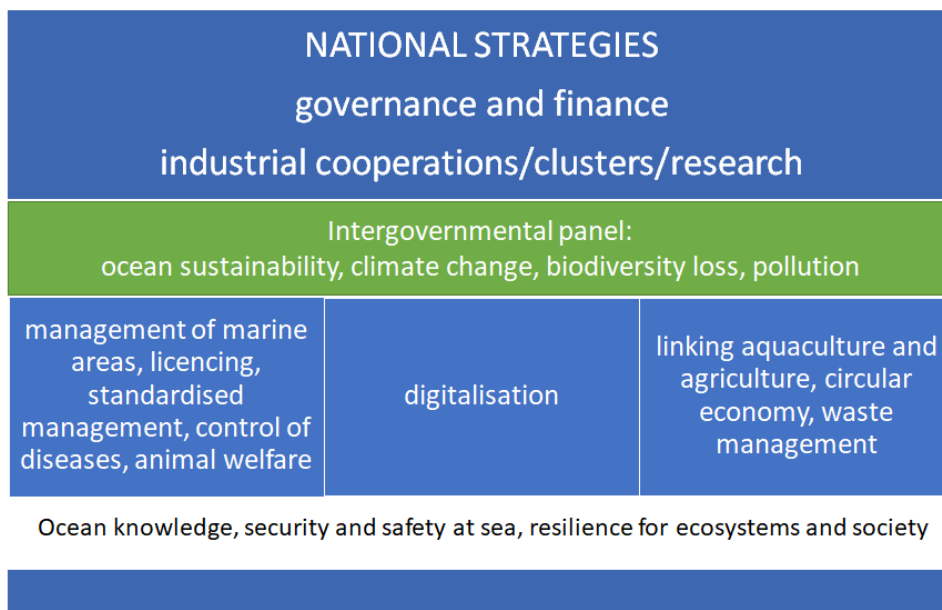 NATIONAL STRATEGIES
governance and finance
industrial cooperations/clusters/research
Intergovernmental panel:
ocean sustainability, climate change, biodiversity loss, pollution
management of marine
areas, licencing,
standardised
management, control of
diseases, animal welfare
digitalisation
linking aquaculture and
agriculture, circular
economy, waste
management
Ocean knowledge, security and safety at sea, resilience for ecosystems and society